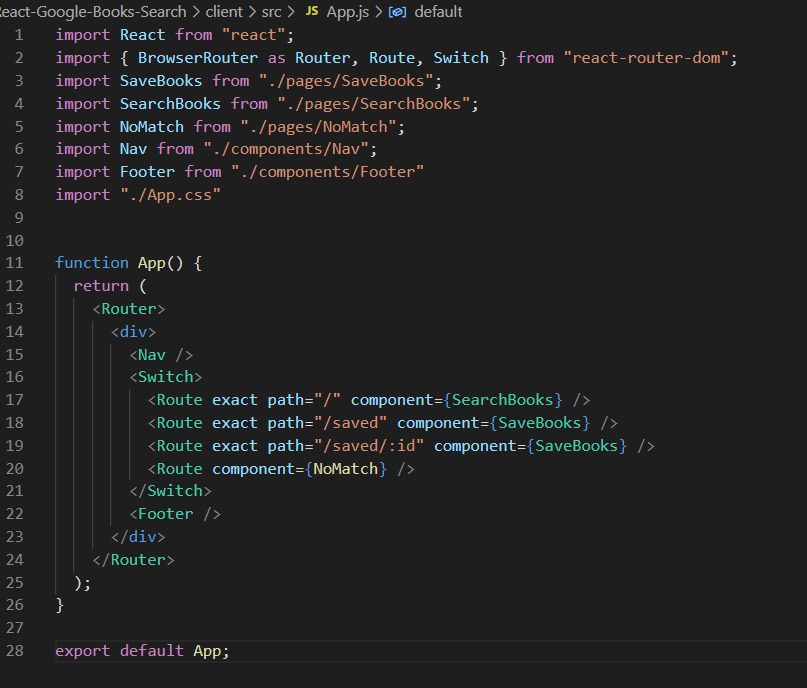 React-Google-Books-Search > client > src > JS App.js > default
1 import React from "react";
2 import { BrowserRouter as Router, Route, Switch } from "react-router-dom";
3 import SaveBooks from "./pages/SaveBooks";
4 import SearchBooks from "./pages/SearchBooks";
5 import NoMatch from "./pages/NoMatch";
6 import Nav from "./components/Nav";
7 import Footer from "./components/Footer"
8 import "./App.css"
9
10
11 function App() {
12   return (
13     <Router>
14       <div>
15         <Nav />
16         <Switch>
17           <Route exact path="/" component={SearchBooks} />
18           <Route exact path="/saved" component={SaveBooks} />
19           <Route exact path="/saved/:id" component={SaveBooks} />
20           <Route component={NoMatch} />
21         </Switch>
22         <Footer />
23       </div>
24     </Router>
25   );
26 }
27
28 export default App;